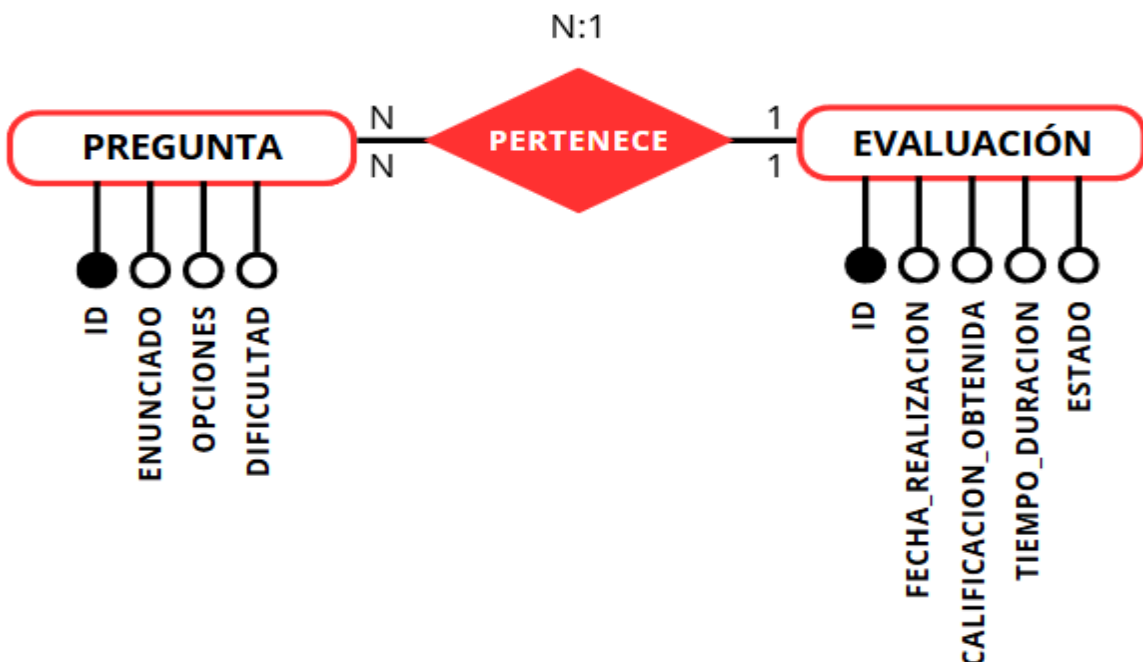 N:1
PREGUNTA
N
N
PERTENECE
1
1
EVALUACIÓN
ID
ENUNCIADO
OPCIONES
DIFICULTAD
ID
FECHA_REALIZACION
CALIFICACION_OBTENIDA
TIEMPO_DURACION
ESTADO